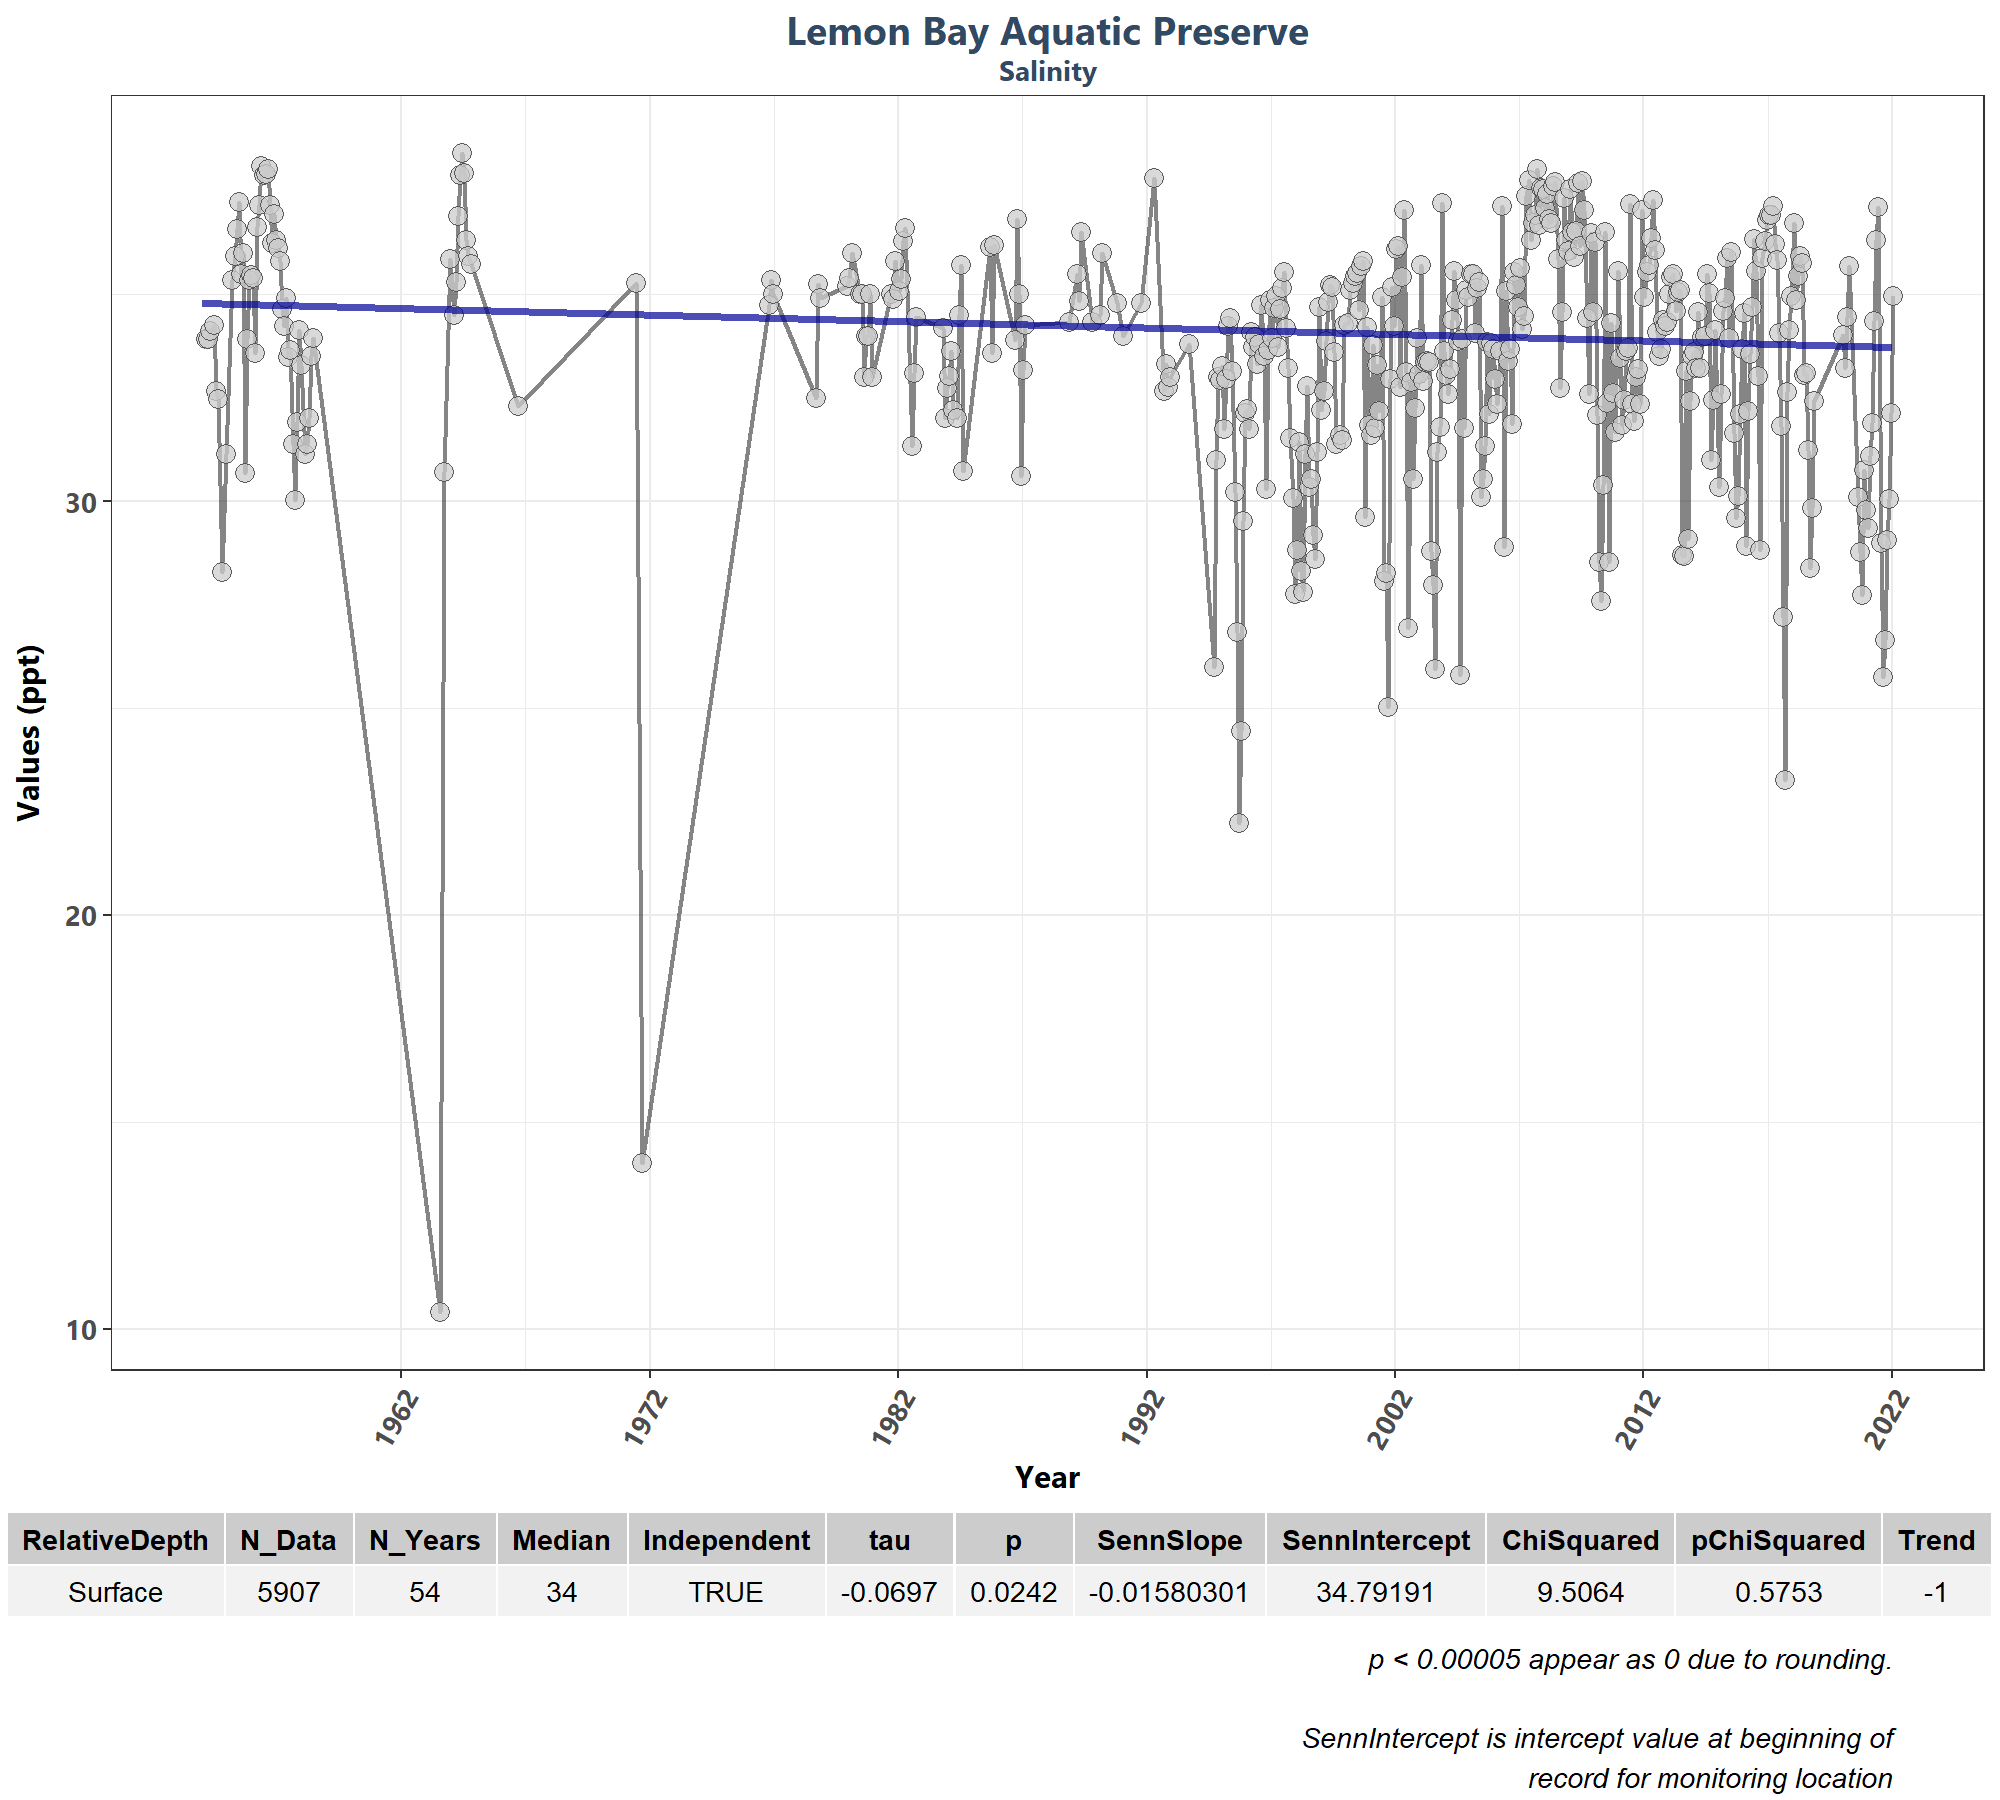 Lemon Bay Aquatic Preserve
Salinity
Values (ppt)
30
20
10
1962 1972 1982 1992 2002 2012 2022
Year
RelativeDepth N_Data N_Years Median Independent tau p SennSlope SennIntercept ChiSquared pChiSquared Trend
Surface 5907 54 34 TRUE -0.0697 0.0242 -0.01580301 34.79191 9.5064 0.5753 -1
p < 0.00005 appear as 0 due to rounding.
SennIntercept is intercept value at beginning of
record for monitoring location